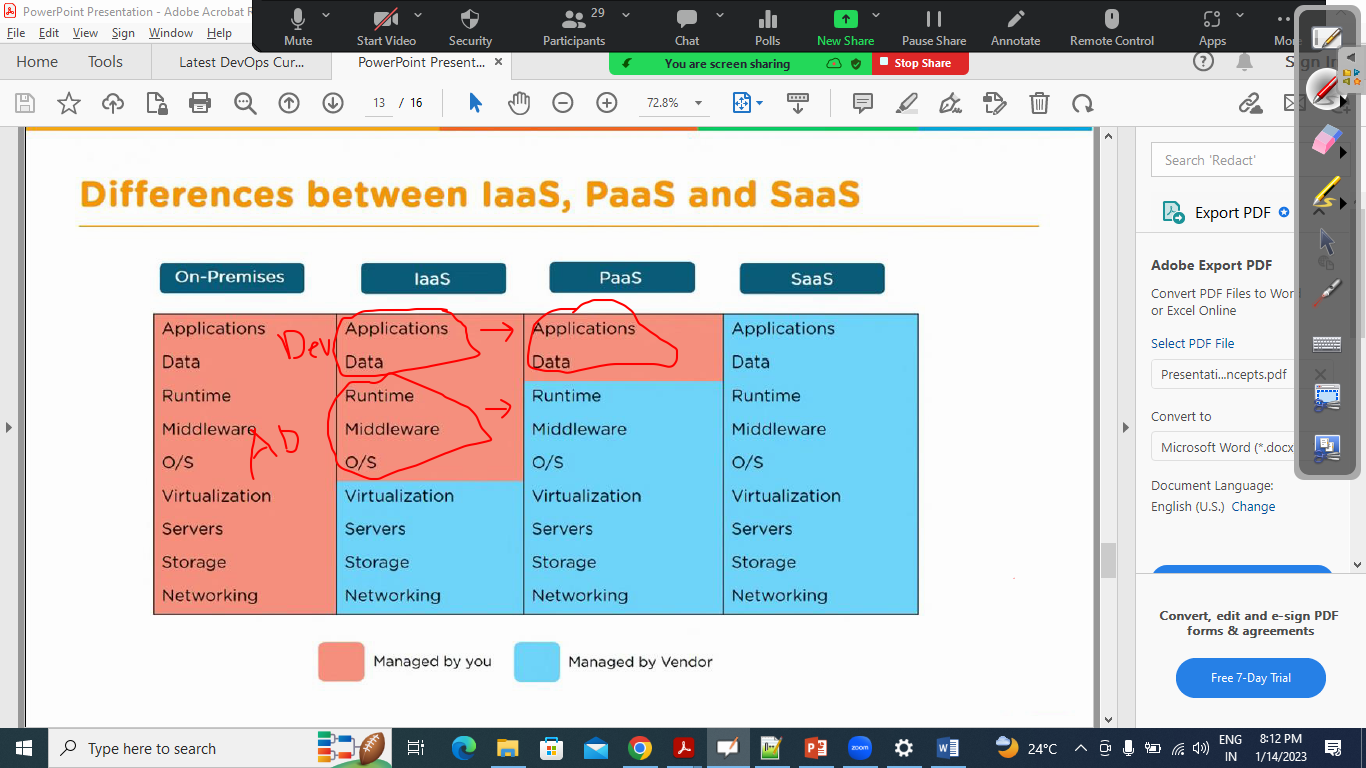 PowerPoint Presentation - Adobe Acrobat R
File Edit View Sign Window Help
29
Mute Start Video Security Participants Chat Polls New Share Pause Share Annotate Remote Control Apps More
Home Tools Latest DevOps Cur... PowerPoint Present... ×
You are screen sharing Stop Share
Sign In
13 / 16 72.8%
Differences between IaaS, PaaS and SaaS
On-Premises IaaS PaaS SaaS
Applications Applications Applications Applications
Dev
Data Data Data Data
Runtime Runtime Runtime Runtime
Middleware Middleware Middleware Middleware
AD
O/S O/S O/S O/S
Virtualization Virtualization Virtualization Virtualization
Servers Servers Servers Servers
Storage Storage Storage Storage
Networking Networking Networking Networking
Managed by you Managed by Vendor
Search 'Redact'
Export PDF
Adobe Export PDF
Convert PDF Files to Word
or Excel Online
Select PDF File
Presentati...ncepts.pdf
Convert to
Microsoft Word (*.docx
Document Language:
English (U.S.) Change
Convert, edit and e-sign PDF
forms & agreements
Free 7-Day Trial
Type here to search
zoom
24°C
ENG
IN
8:12 PM
1/14/2023